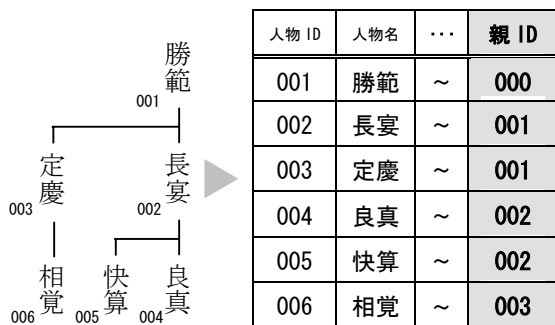 勝範
001
定慶
003
長宴
002
相覚
006
快算
005
良真
004
人物 ID 人物名 ... 親 ID
001 勝範 ~ 000
002 長宴 ~ 001
003 定慶 ~ 001
004 良真 ~ 002
005 快算 ~ 002
006 相覚 ~ 003